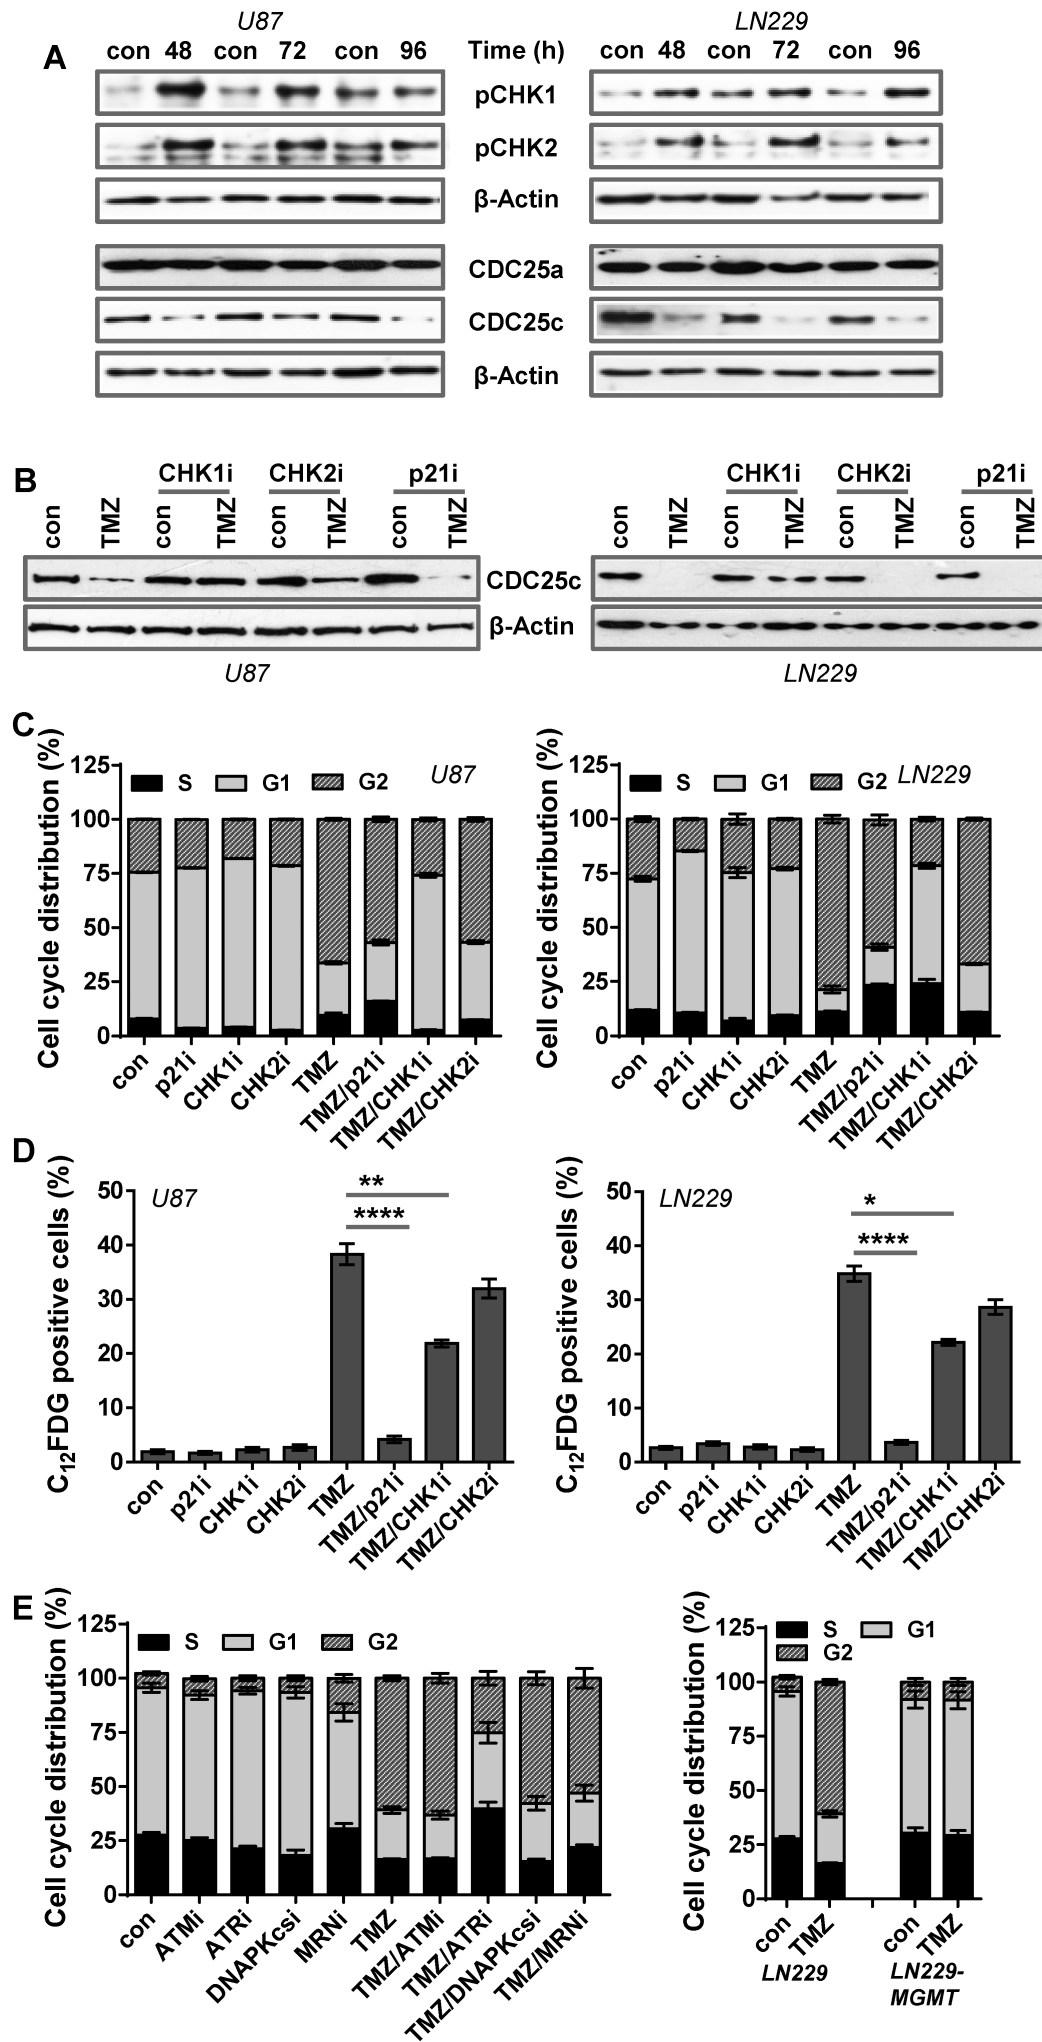 U87 LN229
A con 48 con 72 con 96 Time (h) con 48 con 72 con 96
pCHK1
pCHK2
β-Actin
CDC25a
CDC25c
β-Actin
B CHK1i CHK2i p21i CHK1i CHK2i p21i
con TMZ con TMZ con TMZ con TMZ con TMZ con TMZ con TMZ con TMZ
CDC25c
β-Actin
U87 LN229
C
Cell cycle distribution (%)
125
100
75
50
25
0
S G1 G2 U87
con p21i CHK1i CHK2i TMZ TMZ/p21i TMZ/CHK1i TMZ/CHK2i
Cell cycle distribution (%)
125
100
75
50
25
0
S G1 G2 LN229
con p21i CHK1i CHK2i TMZ TMZ/p21i TMZ/CHK1i TMZ/CHK2i
D
C12FDG positive cells (%)
50
40
30
20
10
0
U87
**
****
con p21i CHK1i CHK2i TMZ TMZ/p21i TMZ/CHK1i TMZ/CHK2i
C12FDG positive cells (%)
50
40
30
20
10
0
LN229
*
****
con p21i CHK1i CHK2i TMZ TMZ/p21i TMZ/CHK1i TMZ/CHK2i
E
Cell cycle distribution (%)
125
100
75
50
25
0
S G1 G2
con ATMi ATRi DNAPKcsi MRNi TMZ TMZ/ATMi TMZ/ATRi TMZ/DNAPKcsi TMZ/MRNi
Cell cycle distribution (%)
125
100
75
50
25
0
S G1
G2
con TMZ con TMZ
LN229 LN229-
MGMT